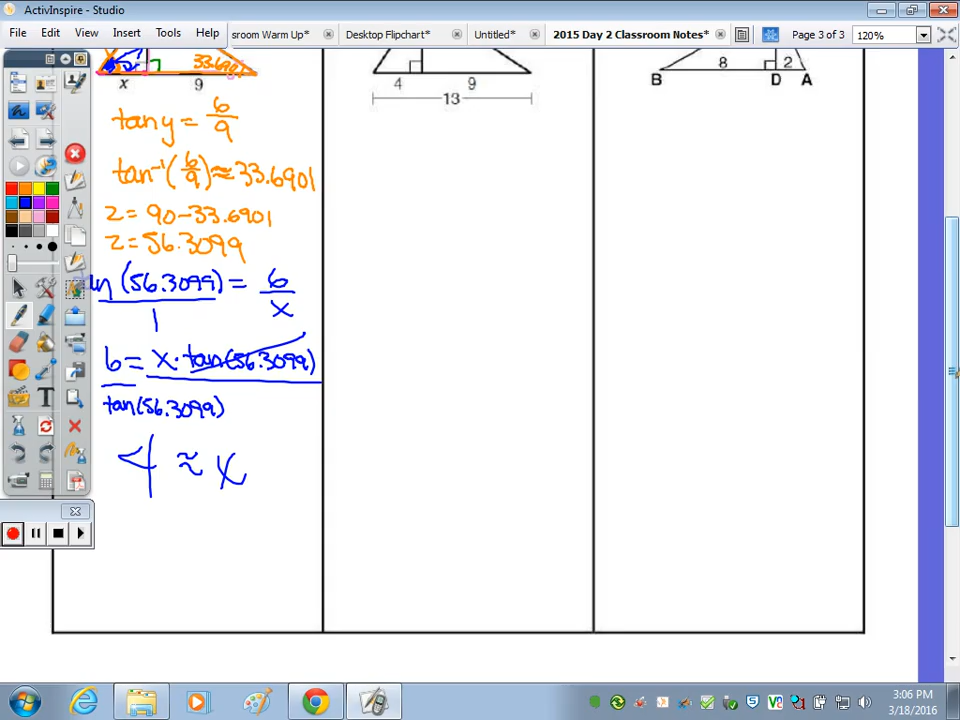 ActivInspire - Studio
File Edit View Insert Tools Help
sroom Warm Up* Desktop Flipchart* Untitled* 2015 Day 2 Classroom Notes* Page 3 of 3 120%
33.6901
x 9
tan y = 6/9
tan⁻¹(6/9) ≈ 33.6901
z = 90 - 33.6901
z = 56.3099
an (56.3099) / 1 = 6/x
6 = x · tan(56.3099)
tan(56.3099)
4 ≈ x
4 9
13
8 2
B D A
3:06 PM
3/18/2016